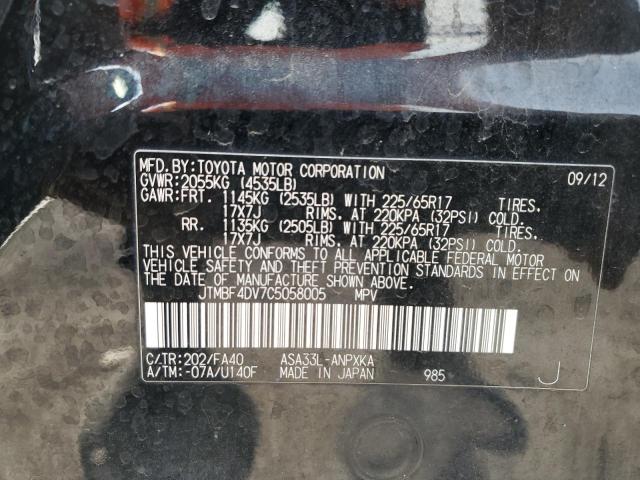 MFD.BY:TOYOTA MOTOR CORPORATION 09/12
GVWR:2055KG (4535LB)
GAWR:FRT. 1145KG (2535LB) WITH 225/65R17 TIRES,
17X7J RIMS, AT 220KPA (32PSI) COLD.
RR. 1135KG (2505LB) WITH 225/65R17 TIRES,
17X7J RIMS, AT 220KPA (32PSI) COLD.
THIS VEHICLE CONFORMS TO ALL APPLICABLE FEDERAL MOTOR
VEHICLE SAFETY AND THEFT PREVENTION STANDARDS IN EFFECT ON
THE DATE OF MANUFACTURE SHOWN ABOVE.
JTMBF4DV7C5058005 MPV
C/TR:202/FA40 ASA33L-ANPXKA
A/TM:-07A/U140F MADE IN JAPAN 985 J